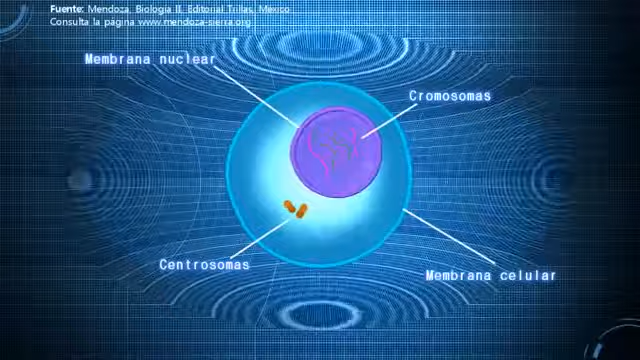 Fuente: Mendoza, Biología II, Editorial Trillas, México
Consulta la página www.mendoza-sierra.org
Membrana nuclear
Cromosomas
Centrosomas
Membrana celular